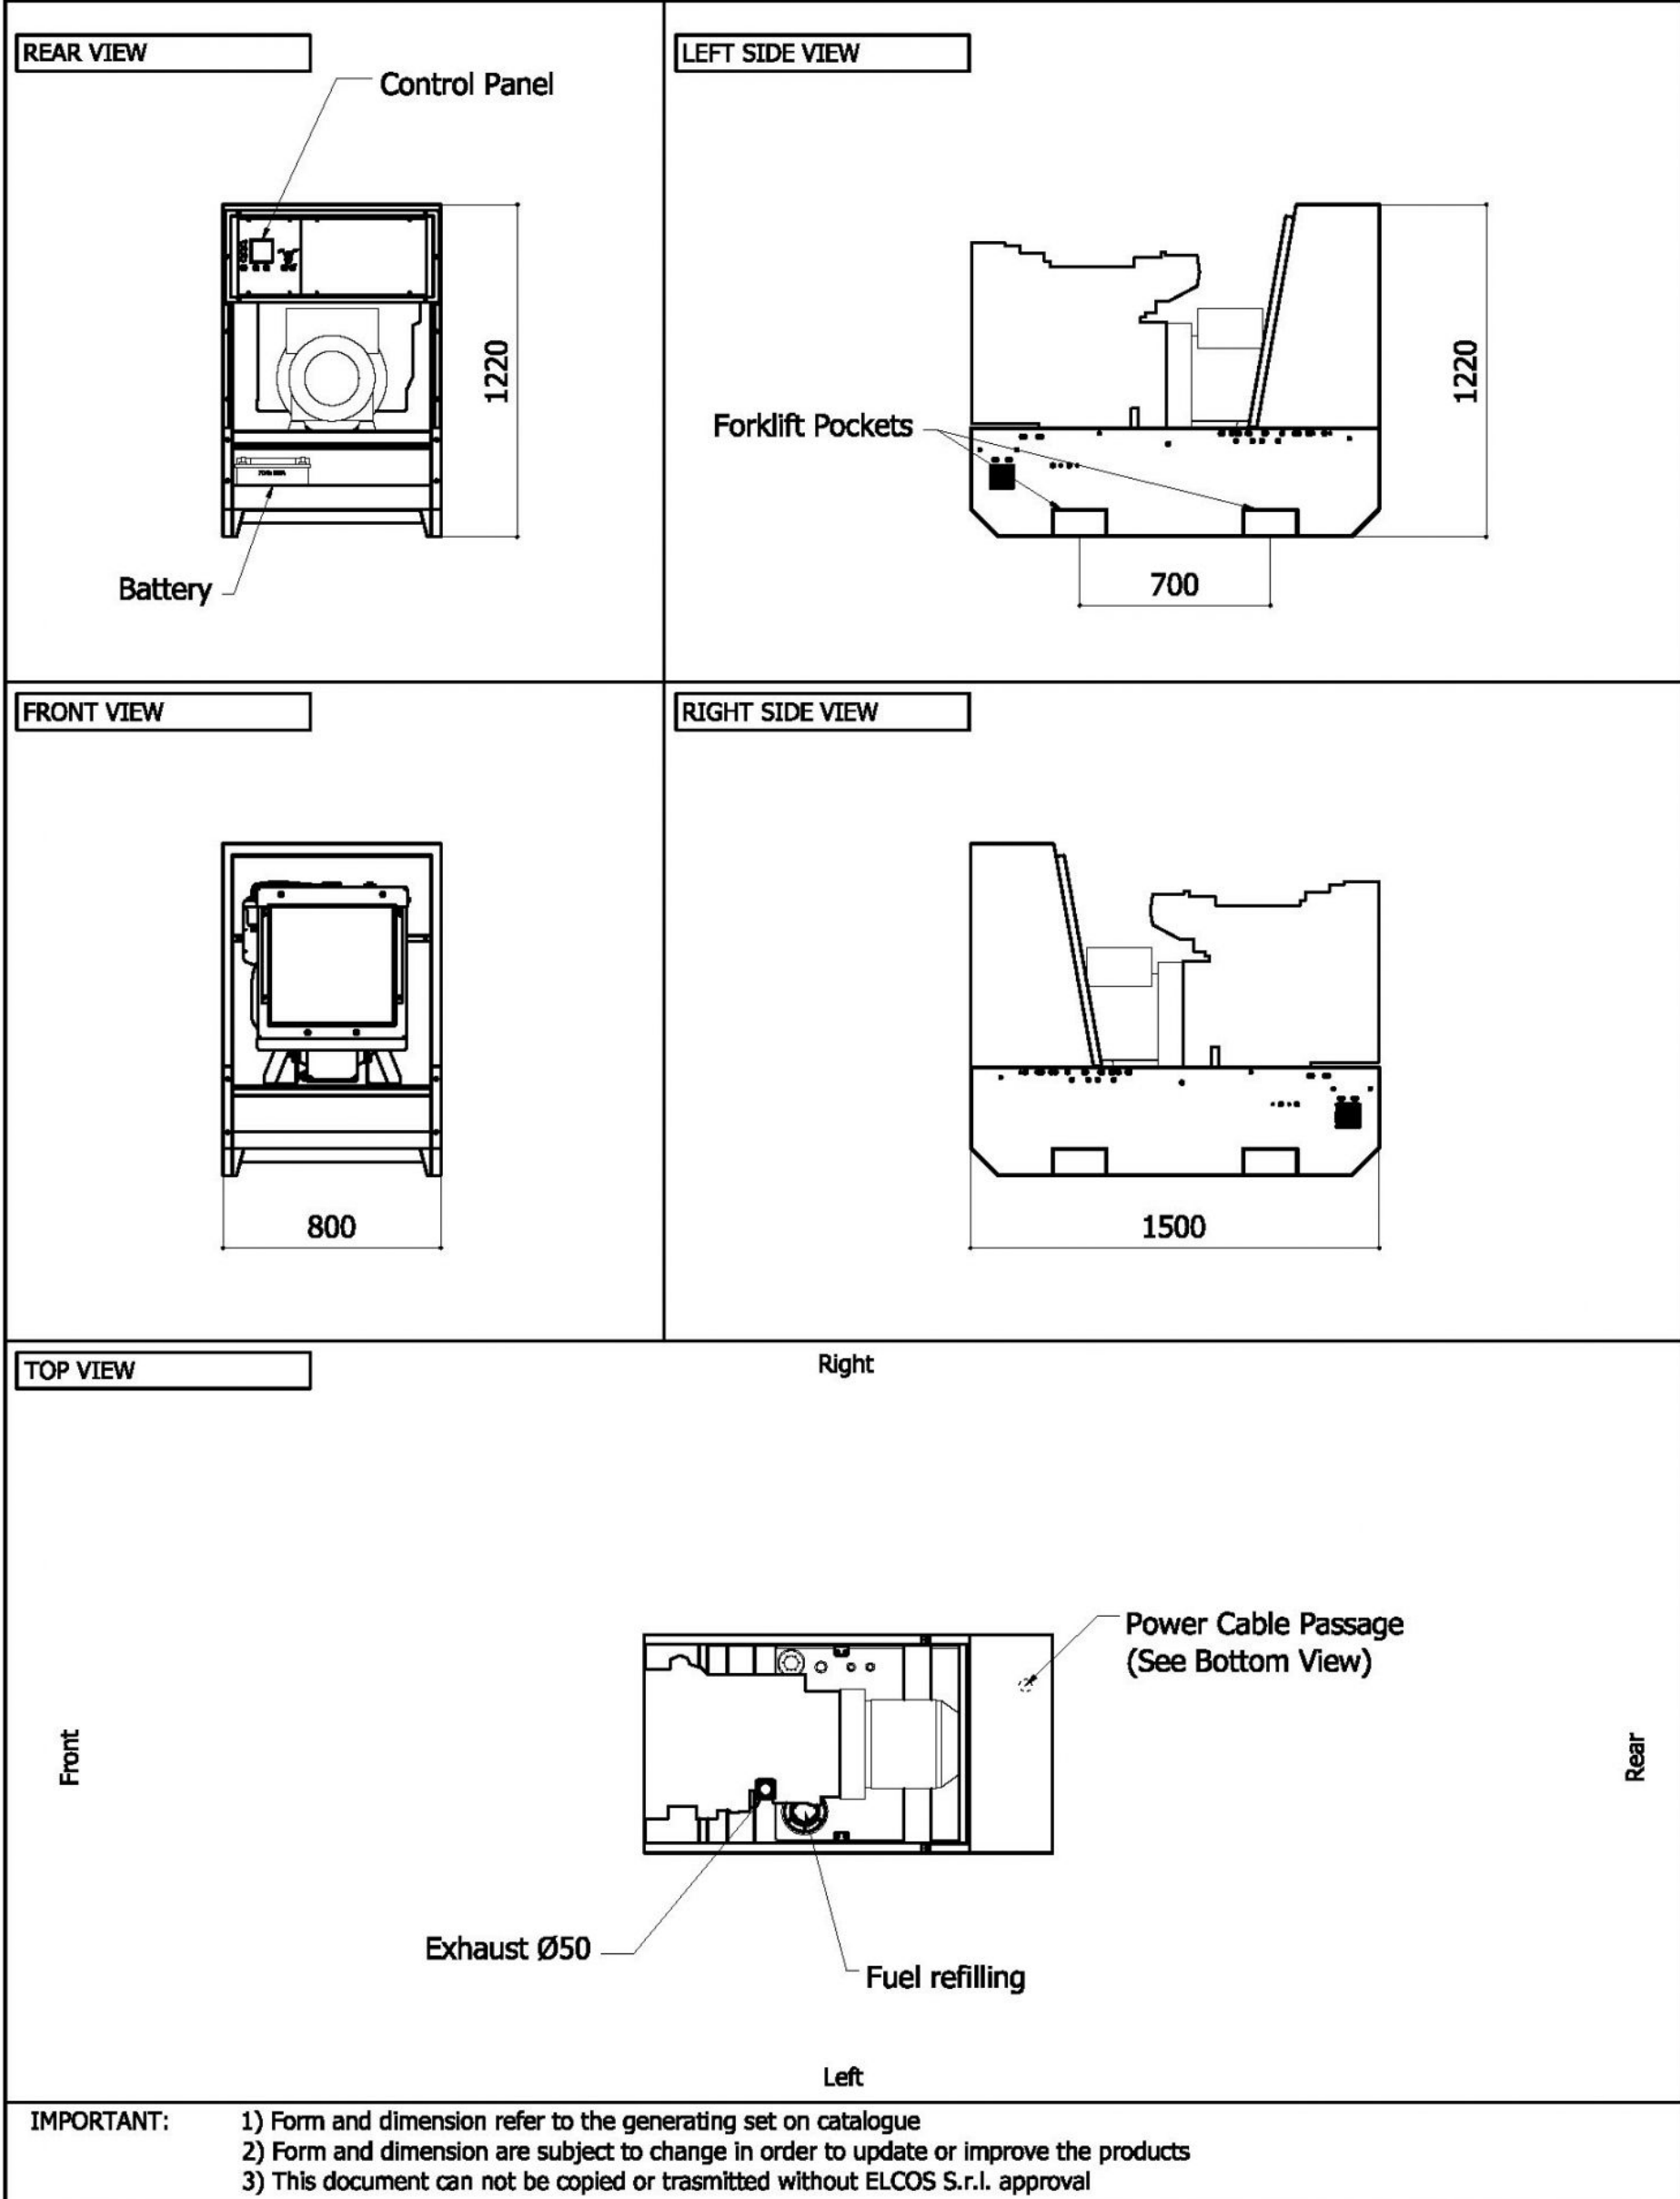 REAR VIEW
Control Panel
1220
Battery
LEFT SIDE VIEW
Forklift Pockets
1220
700
FRONT VIEW
800
RIGHT SIDE VIEW
1500
TOP VIEW
Right
Power Cable Passage
(See Bottom View)
Front
Rear
Exhaust Ø50
Fuel refilling
Left
IMPORTANT:
1) Form and dimension refer to the generating set on catalogue
2) Form and dimension are subject to change in order to update or improve the products
3) This document can not be copied or trasmitted without ELCOS S.r.l. approval